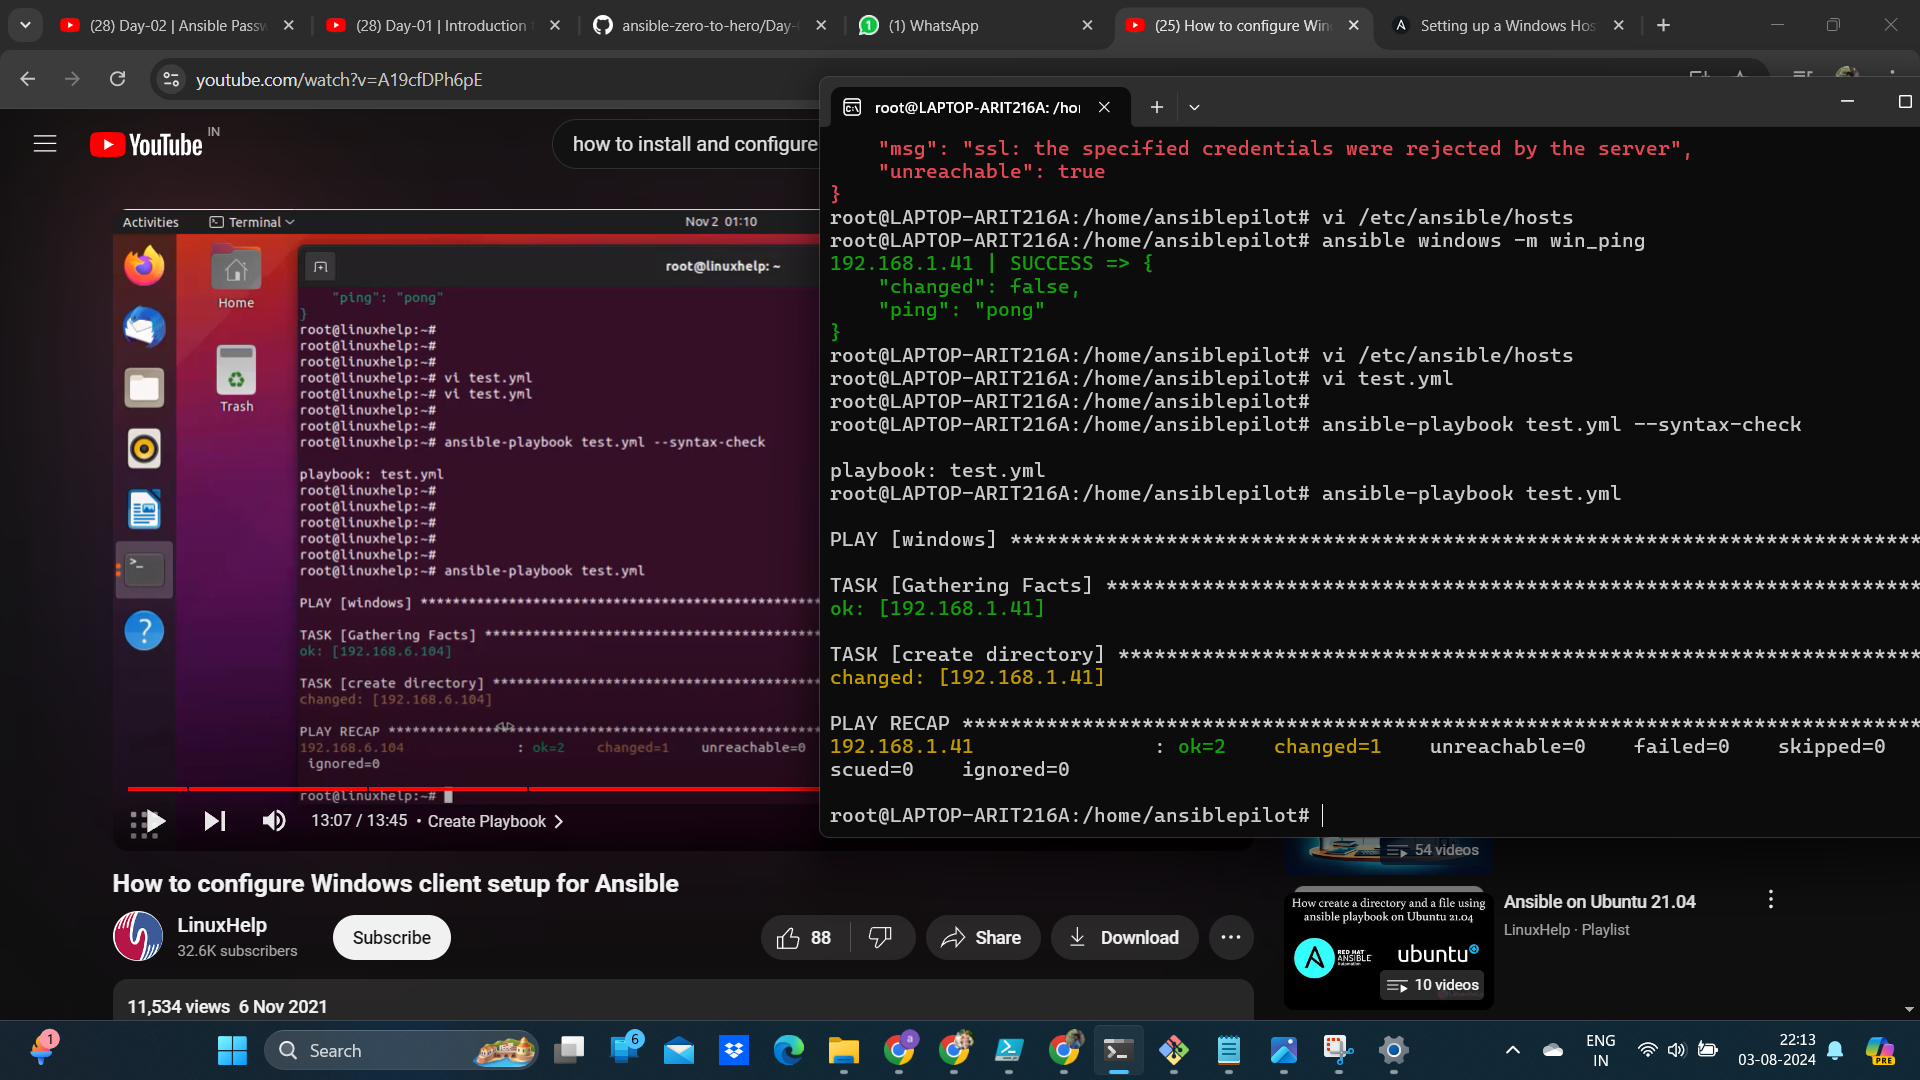 (28) Day-02 | Ansible Passw
(28) Day-01 | Introduction
ansible-zero-to-hero/Day-
(1) WhatsApp
(25) How to configure Win
Setting up a Windows Hos
youtube.com/watch?v=A19cfDPh6pE
YouTube IN
how to install and configure
Activities
Terminal
Nov 2 01:10
Home
Trash
root@linuxhelp: ~
"ping": "pong"
}
root@linuxhelp:~#
root@linuxhelp:~#
root@linuxhelp:~#
root@linuxhelp:~# vi test.yml
root@linuxhelp:~# vi test.yml
root@linuxhelp:~#
root@linuxhelp:~#
root@linuxhelp:~# ansible-playbook test.yml --syntax-check
playbook: test.yml
root@linuxhelp:~#
root@linuxhelp:~#
root@linuxhelp:~#
root@linuxhelp:~#
root@linuxhelp:~#
root@linuxhelp:~# ansible-playbook test.yml
PLAY [windows] **************************************************
TASK [Gathering Facts] ******************************************
ok: [192.168.6.104]
TASK [create directory] *****************************************
changed: [192.168.6.104]
PLAY RECAP ******************************************************
192.168.6.104 : ok=2 changed=1 unreachable=0
ignored=0
root@linuxhelp:~#
13:07 / 13:45 • Create Playbook
root@LAPTOP-ARIT216A: /hor
"msg": "ssl: the specified credentials were rejected by the server",
"unreachable": true
}
root@LAPTOP-ARIT216A:/home/ansiblepilot# vi /etc/ansible/hosts
root@LAPTOP-ARIT216A:/home/ansiblepilot# ansible windows -m win_ping
192.168.1.41 | SUCCESS => {
"changed": false,
"ping": "pong"
}
root@LAPTOP-ARIT216A:/home/ansiblepilot# vi /etc/ansible/hosts
root@LAPTOP-ARIT216A:/home/ansiblepilot# vi test.yml
root@LAPTOP-ARIT216A:/home/ansiblepilot#
root@LAPTOP-ARIT216A:/home/ansiblepilot# ansible-playbook test.yml --syntax-check
playbook: test.yml
root@LAPTOP-ARIT216A:/home/ansiblepilot# ansible-playbook test.yml
PLAY [windows] ****************************************************************************
TASK [Gathering Facts] ********************************************************************
ok: [192.168.1.41]
TASK [create directory] *******************************************************************
changed: [192.168.1.41]
PLAY RECAP ********************************************************************************
192.168.1.41 : ok=2 changed=1 unreachable=0 failed=0 skipped=0
scued=0 ignored=0
root@LAPTOP-ARIT216A:/home/ansiblepilot#
How to configure Windows client setup for Ansible
LinuxHelp
32.6K subscribers
Subscribe
88
Share
Download
11,534 views 6 Nov 2021
54 videos
How create a directory and a file using
ansible playbook on Ubuntu 21.04
RED HAT
ANSIBLE
Automation
ubuntu
10 videos
Ansible on Ubuntu 21.04
LinuxHelp · Playlist
1
Search
6
a
ENG
IN
22:13
03-08-2024
PRE